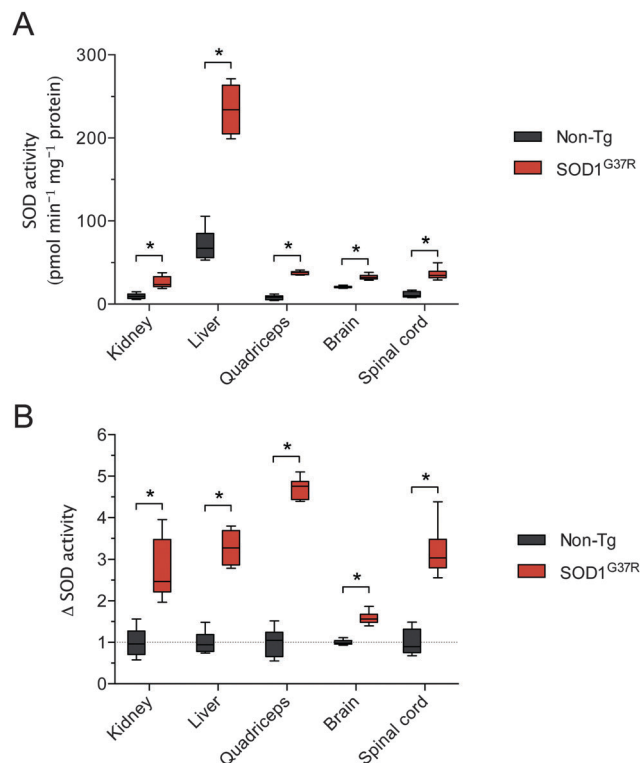 A
SOD activity
(pmol min⁻¹ mg⁻¹ protein)
300
200
100
0
*
*
*
*
*
Kidney
Liver
Quadriceps
Brain
Spinal cord
Non-Tg
SOD1ᴳ³⁷ᴿ
B
Δ SOD activity
6
5
4
3
2
1
0
*
*
*
*
*
Kidney
Liver
Quadriceps
Brain
Spinal cord
Non-Tg
SOD1ᴳ³⁷ᴿ